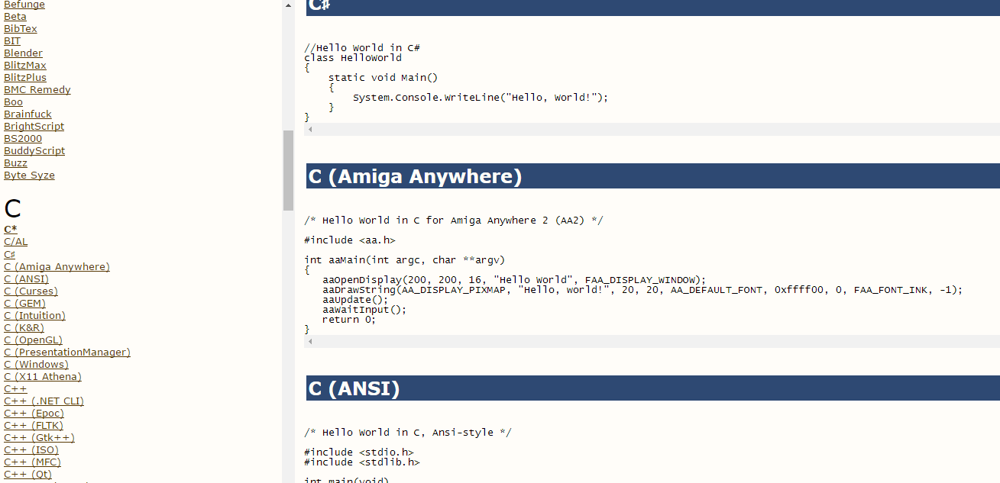 Befunge
Beta
BibTex
BIT
Blender
BlitzMax
BlitzPlus
BMC Remedy
Boo
Brainfuck
BrightScript
BS2000
BuddyScript
Buzz
Byte Syze
C
C*
C/AL
C♯
C (Amiga Anywhere)
C (ANSI)
C (Curses)
C (GEM)
C (Intuition)
C (K&R)
C (OpenGL)
C (PresentationManager)
C (Windows)
C (X11 Athena)
C++
C++ (.NET CLI)
C++ (Epoc)
C++ (FLTK)
C++ (Gtk++)
C++ (ISO)
C++ (MFC)
C++ (Qt)
C♯
//Hello World in C#
class HelloWorld
{
    static void Main()
    {
        System.Console.WriteLine("Hello, World!");
    }
}
C (Amiga Anywhere)
/* Hello World in C for Amiga Anywhere 2 (AA2) */
#include <aa.h>
int aaMain(int argc, char **argv)
{
   aaOpenDisplay(200, 200, 16, "Hello World", FAA_DISPLAY_WINDOW);
   aaDrawString(AA_DISPLAY_PIXMAP, "Hello, world!", 20, 20, AA_DEFAULT_FONT, 0xffff00, 0, FAA_FONT_INK, -1);
   aaUpdate();
   aaWaitInput();
   return 0;
}
C (ANSI)
/* Hello World in C, Ansi-style */
#include <stdio.h>
#include <stdlib.h>
int main(void)